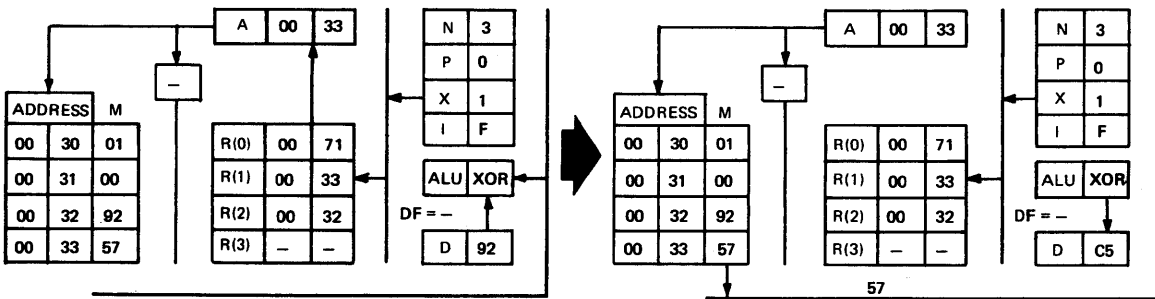 A 00 33
N 3
P 0
X 1
I F
–
ADDRESS M
00 30 01
00 31 00
00 32 92
00 33 57
R(0) 00 71
R(1) 00 33
R(2) 00 32
R(3) – –
ALU XOR
DF = –
D 92
A 00 33
N 3
P 0
X 1
I F
–
ADDRESS M
00 30 01
00 31 00
00 32 92
00 33 57
R(0) 00 71
R(1) 00 33
R(2) 00 32
R(3) – –
ALU XOR
DF = –
D C5
57